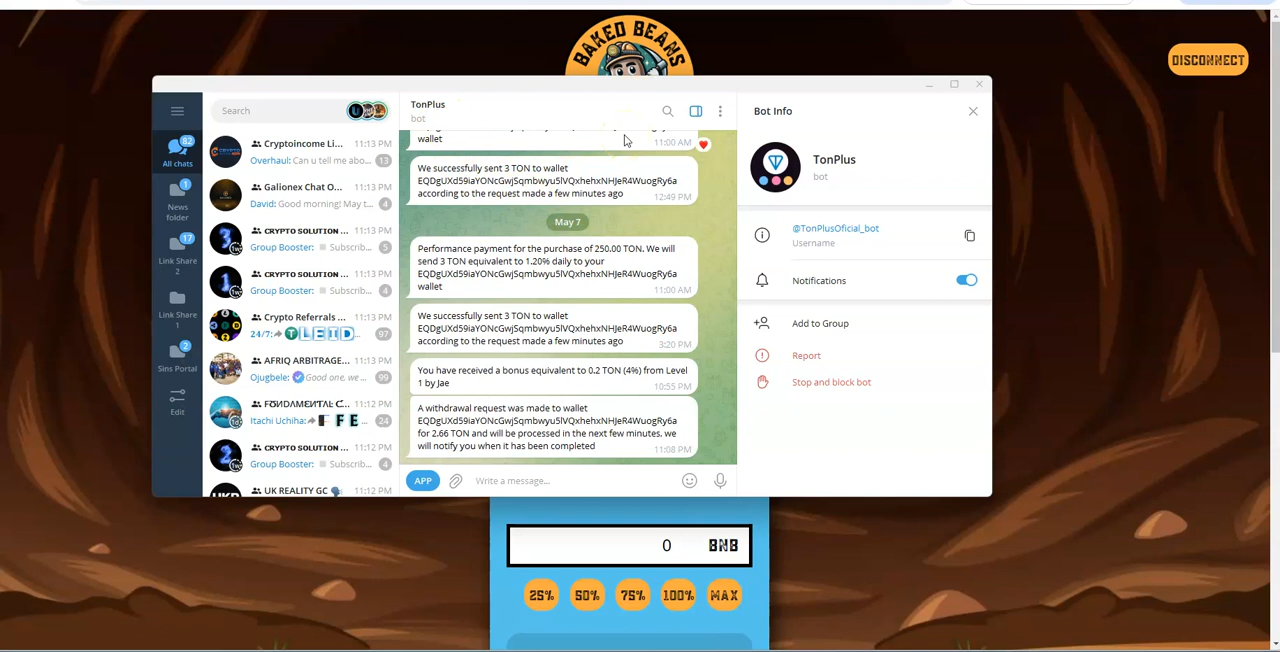 BAKED BEANS
DISCONNECT
Search
All chats
82
News
folder
1
Link Share
2
17
Link Share
1
Sins Portal
2
Edit
Cryptoincome Li... 11:13 PM
Overhaul: Can u tell me abo... 13
Galionex Chat O... 11:13 PM
David: Good morning! May t... 4
CRYPTO SOLUTION ... 11:13 PM
Group Booster: Subscrib... 5
CRYPTO SOLUTION ... 11:13 PM
Group Booster: Subscrib... 4
Crypto Referrals ... 11:13 PM
24/7: 97
AFRIQ ARBITRAGE... 11:13 PM
Ojugbele: Good one, we ... 99
FUNDAMENTAL C... 11:12 PM
Itachi Uchiha: F F E ... 24
CRYPTO SOLUTION ... 11:12 PM
Group Booster: Subscrib... 4
UK REALITY GC 11:12 PM
TonPlus
bot
wallet
11:00 AM
We successfully sent 3 TON to wallet
EQDgUXd59iaYONcGwjSqmbwyu5lVQxhehxNHJeR4WuogRy6a
according to the request made a few minutes ago
12:49 PM
May 7
Performance payment for the purchase of 250.00 TON. We will
send 3 TON equivalent to 1.20% daily to your
EQDgUXd59iaYONcGwjSqmbwyu5lVQxhehxNHJeR4WuogRy6a
wallet
11:00 AM
We successfully sent 3 TON to wallet
EQDgUXd59iaYONcGwjSqmbwyu5lVQxhehxNHJeR4WuogRy6a
according to the request made a few minutes ago
3:20 PM
You have received a bonus equivalent to 0.2 TON (4%) from Level
1 by Jae
10:55 PM
A withdrawal request was made to wallet
EQDgUXd59iaYONcGwjSqmbwyu5lVQxhehxNHJeR4WuogRy6a
for 2.66 TON and will be processed in the next few minutes, we
will notify you when it has been completed
11:08 PM
APP
Write a message...
Bot Info
TonPlus
bot
@TonPlusOficial_bot
Username
Notifications
Add to Group
Report
Stop and block bot
0 BNB
25% 50% 75% 100% MAX